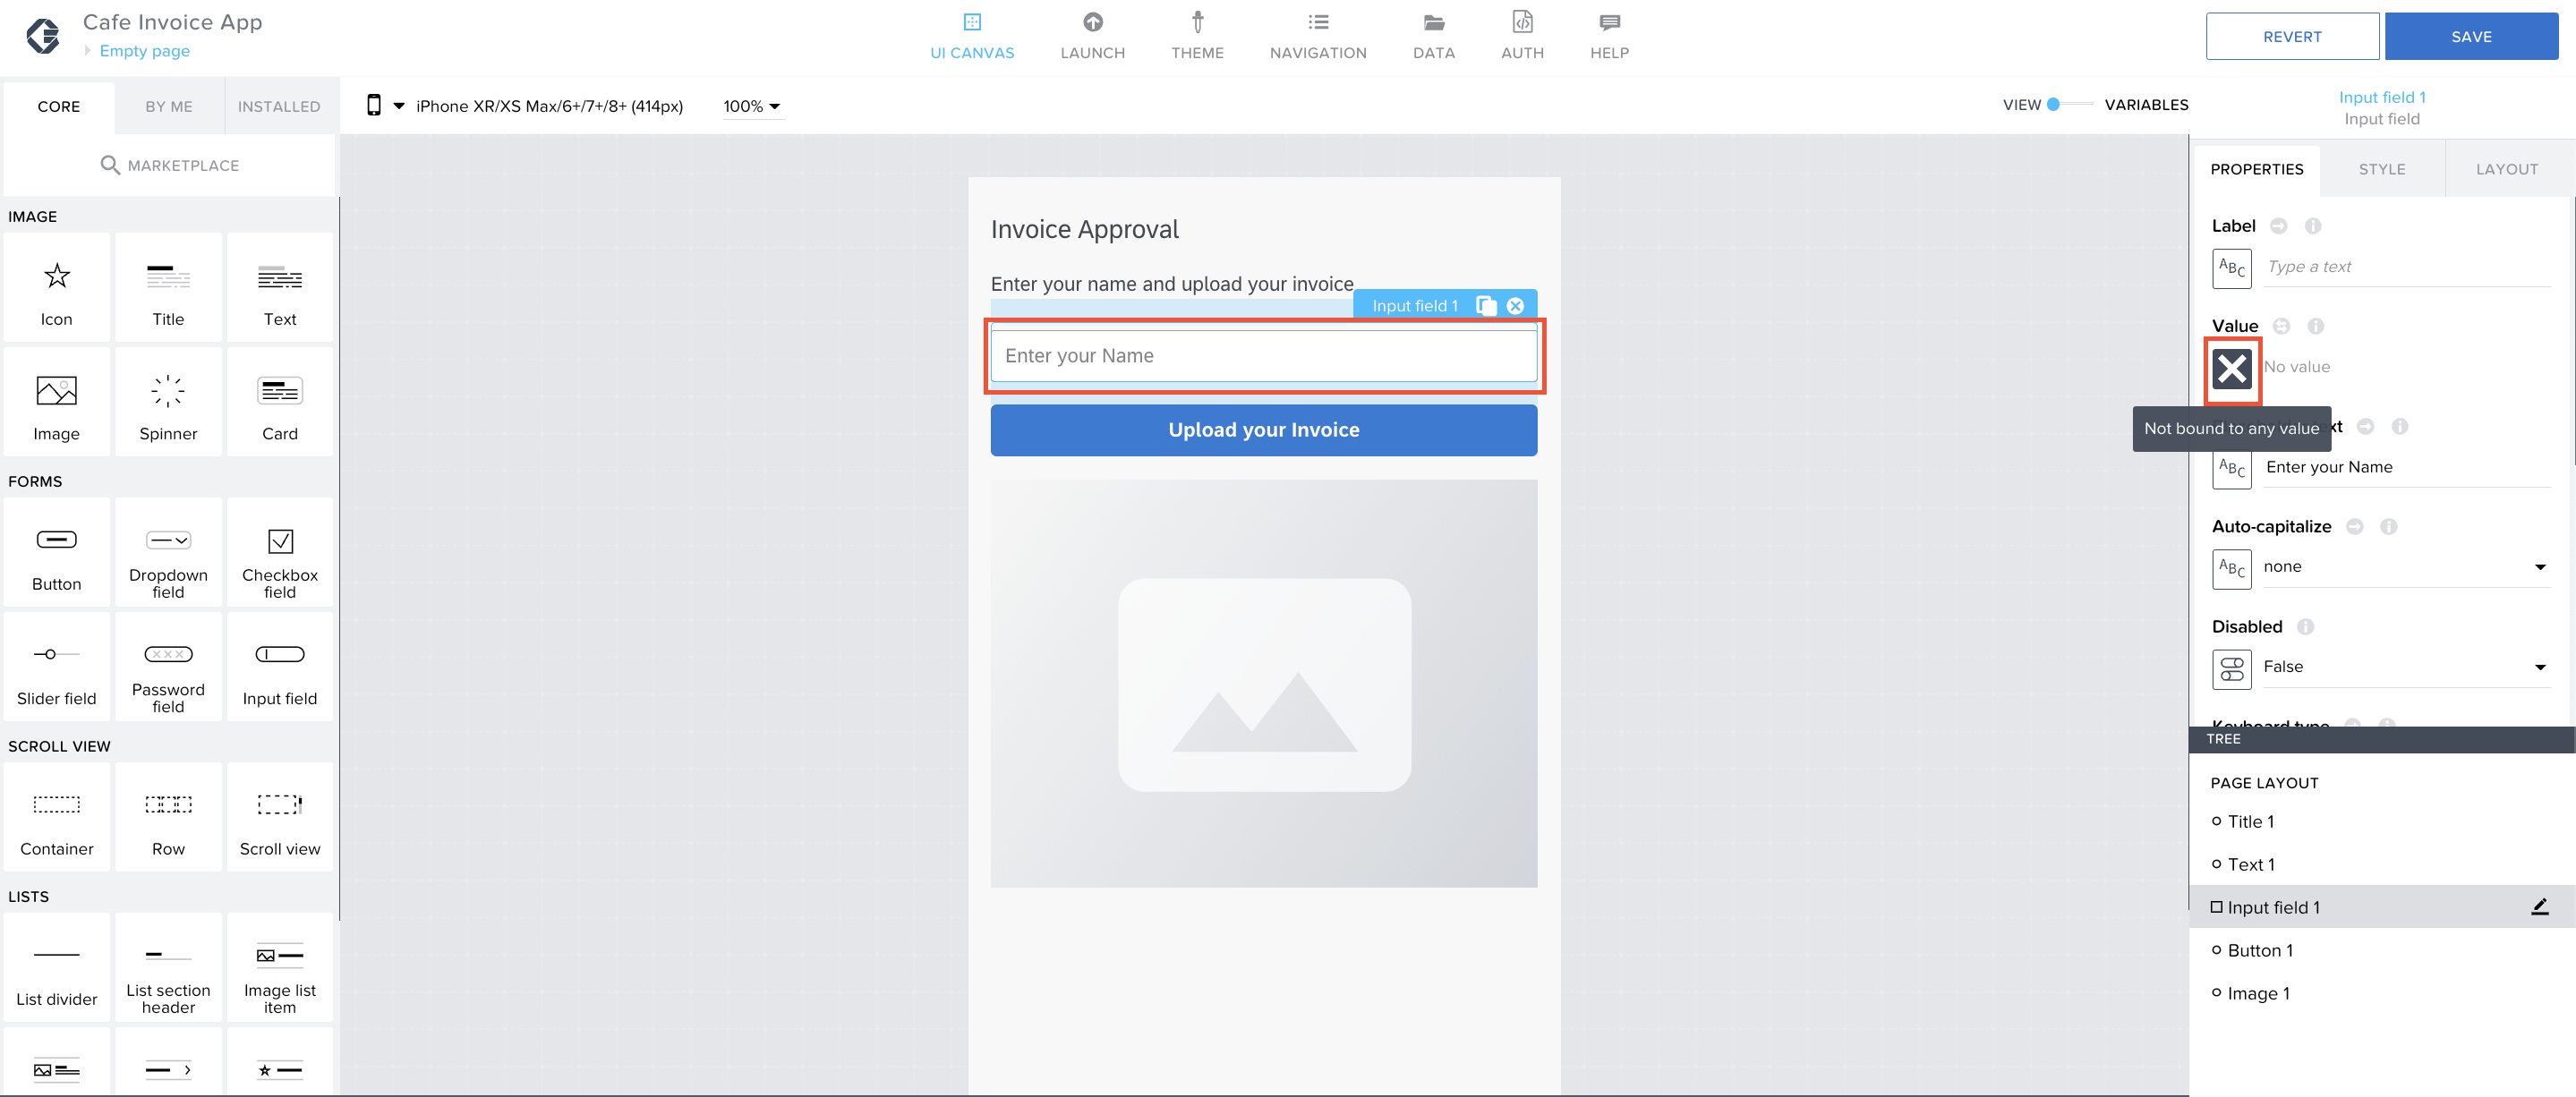 Cafe Invoice App
Empty page
UI CANVAS
LAUNCH
THEME
NAVIGATION
DATA
AUTH
HELP
REVERT
SAVE
CORE
BY ME
INSTALLED
MARKETPLACE
iPhone XR/XS Max/6+/7+/8+ (414px)
100%
VIEW
VARIABLES
Input field 1
Input field
IMAGE
Icon
Title
Text
Image
Spinner
Card
FORMS
Button
Dropdown
field
Checkbox
field
Slider field
Password
field
Input field
SCROLL VIEW
Container
Row
Scroll view
LISTS
List divider
List section
header
Image list
item
Invoice Approval
Enter your name and upload your invoice
Input field 1
Enter your Name
Upload your Invoice
PROPERTIES
STYLE
LAYOUT
Label
ABC
Type a text
Value
No value
Not bound to any value
xt
ABC
Enter your Name
Auto-capitalize
ABC
none
Disabled
False
Keyboard type
TREE
PAGE LAYOUT
Title 1
Text 1
Input field 1
Button 1
Image 1